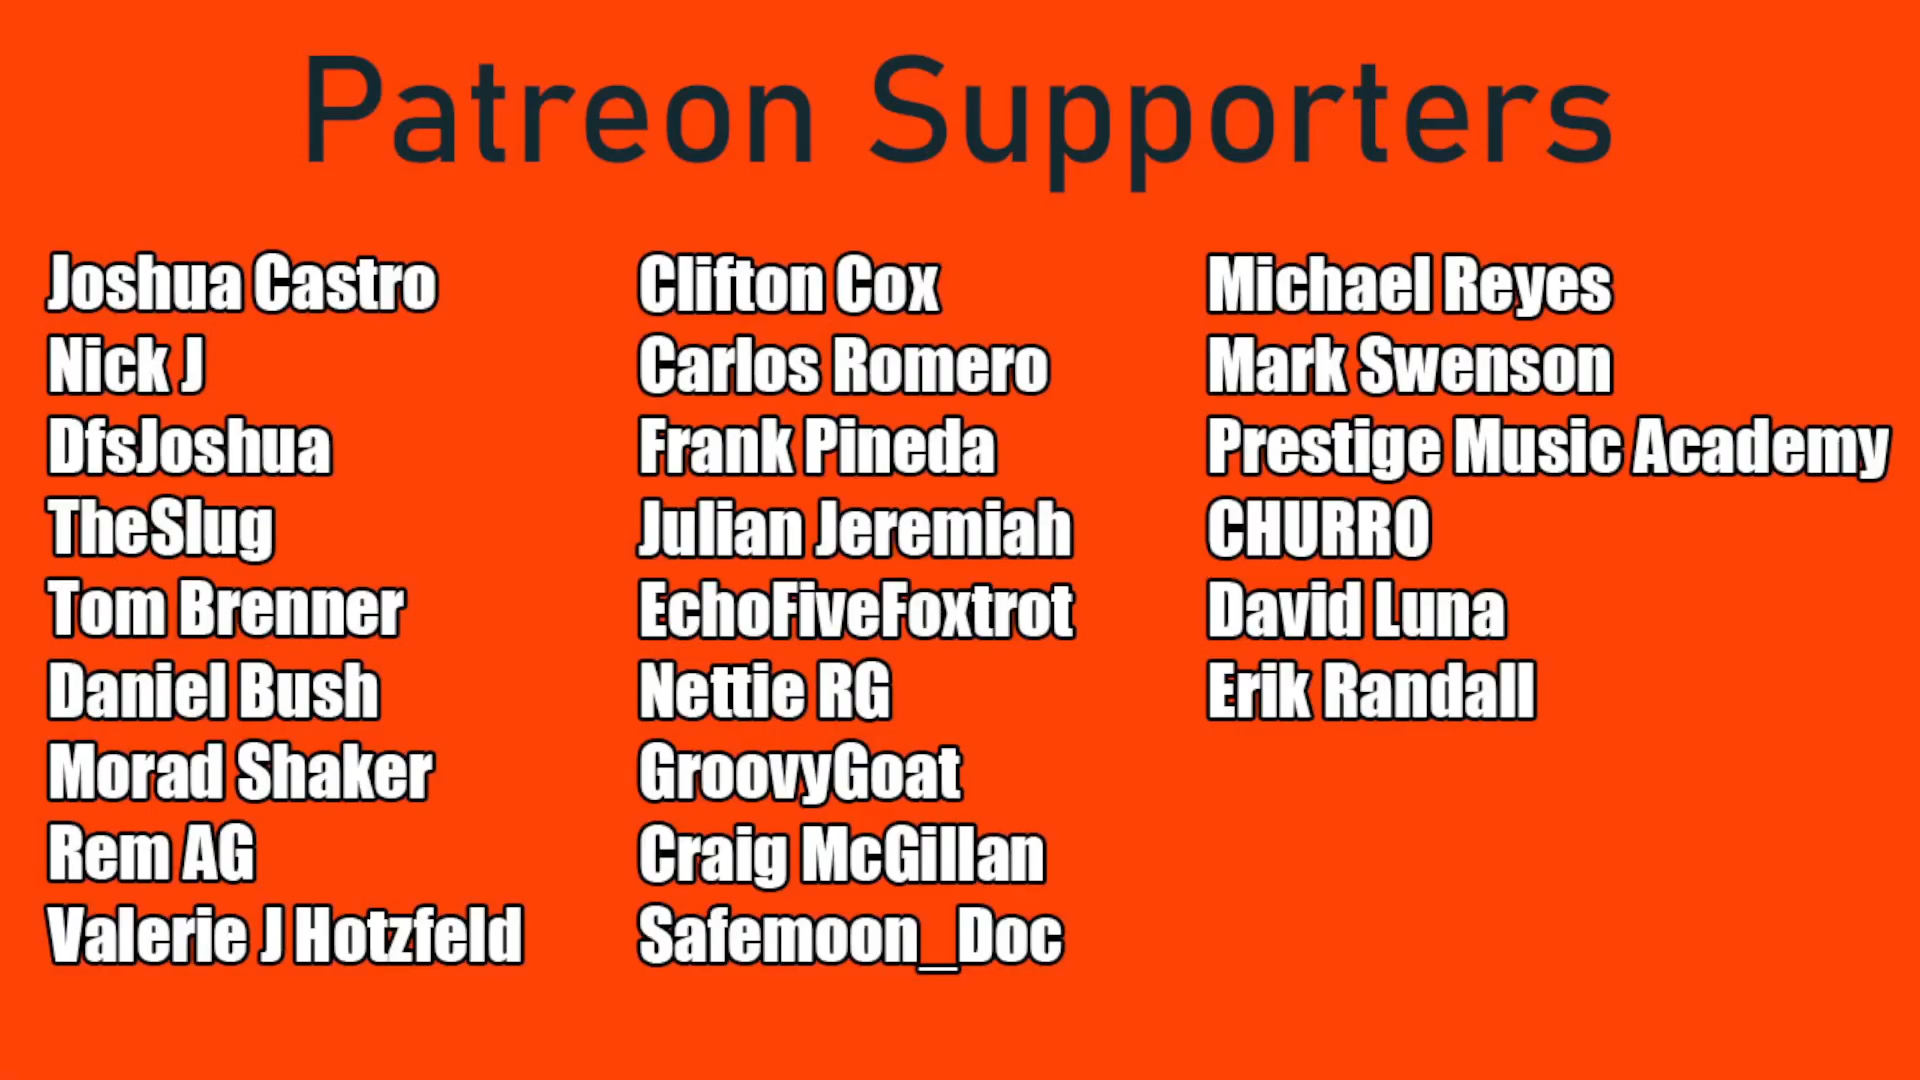 Patreon Supporters
Joshua Castro
Nick J
DfsJoshua
TheSlug
Tom Brenner
Daniel Bush
Morad Shaker
Rem AG
Valerie J Hotzfeld
Clifton Cox
Carlos Romero
Frank Pineda
Julian Jeremiah
EchoFiveFoxtrot
Nettie RG
GroovyGoat
Craig McGillan
Safemoon_Doc
Michael Reyes
Mark Swenson
Prestige Music Academy
CHURRO
David Luna
Erik Randall